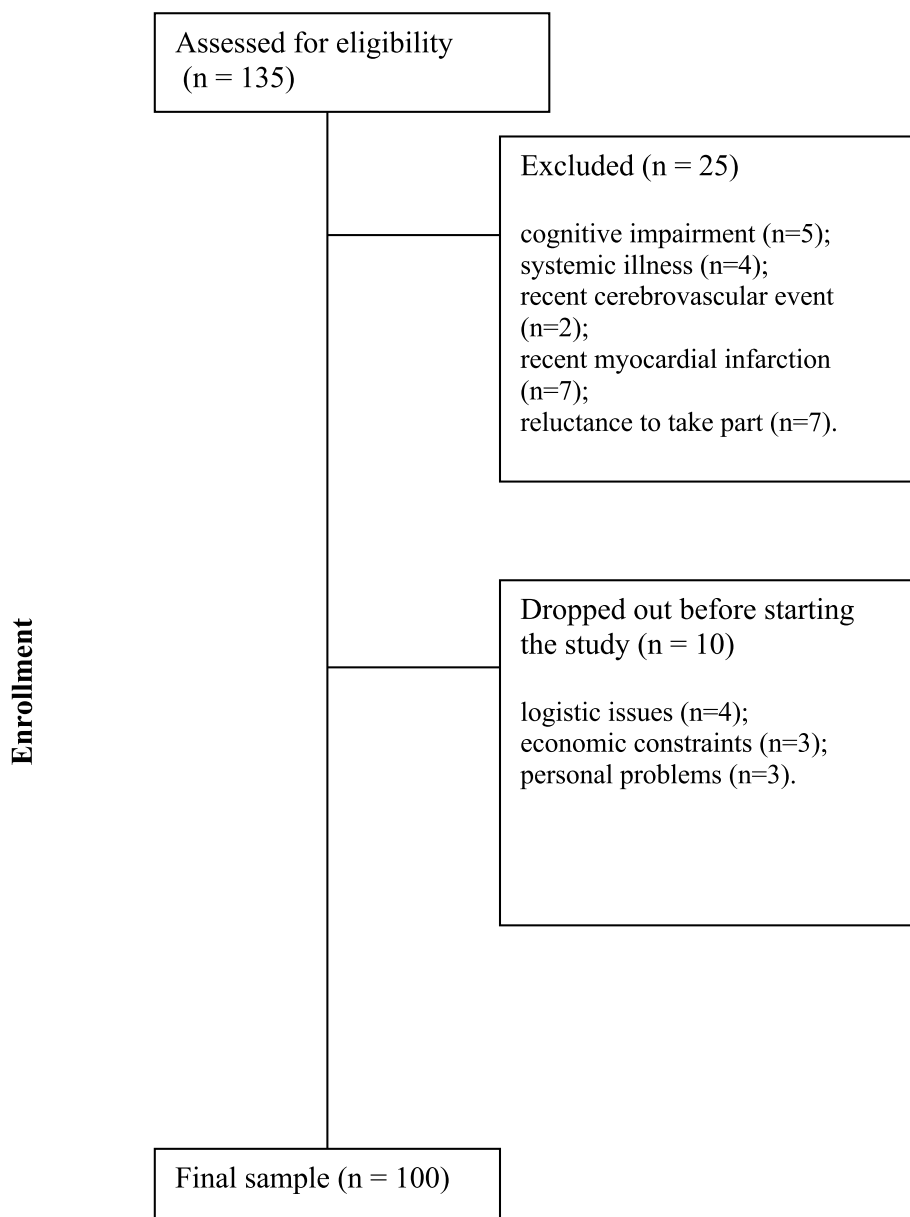 Assessed for eligibility
(n = 135)
Excluded (n = 25)
cognitive impairment (n=5);
systemic illness (n=4);
recent cerebrovascular event
(n=2);
recent myocardial infarction
(n=7);
reluctance to take part (n=7).
Dropped out before starting
the study (n = 10)
logistic issues (n=4);
economic constraints (n=3);
personal problems (n=3).
Enrollment
Final sample (n = 100)